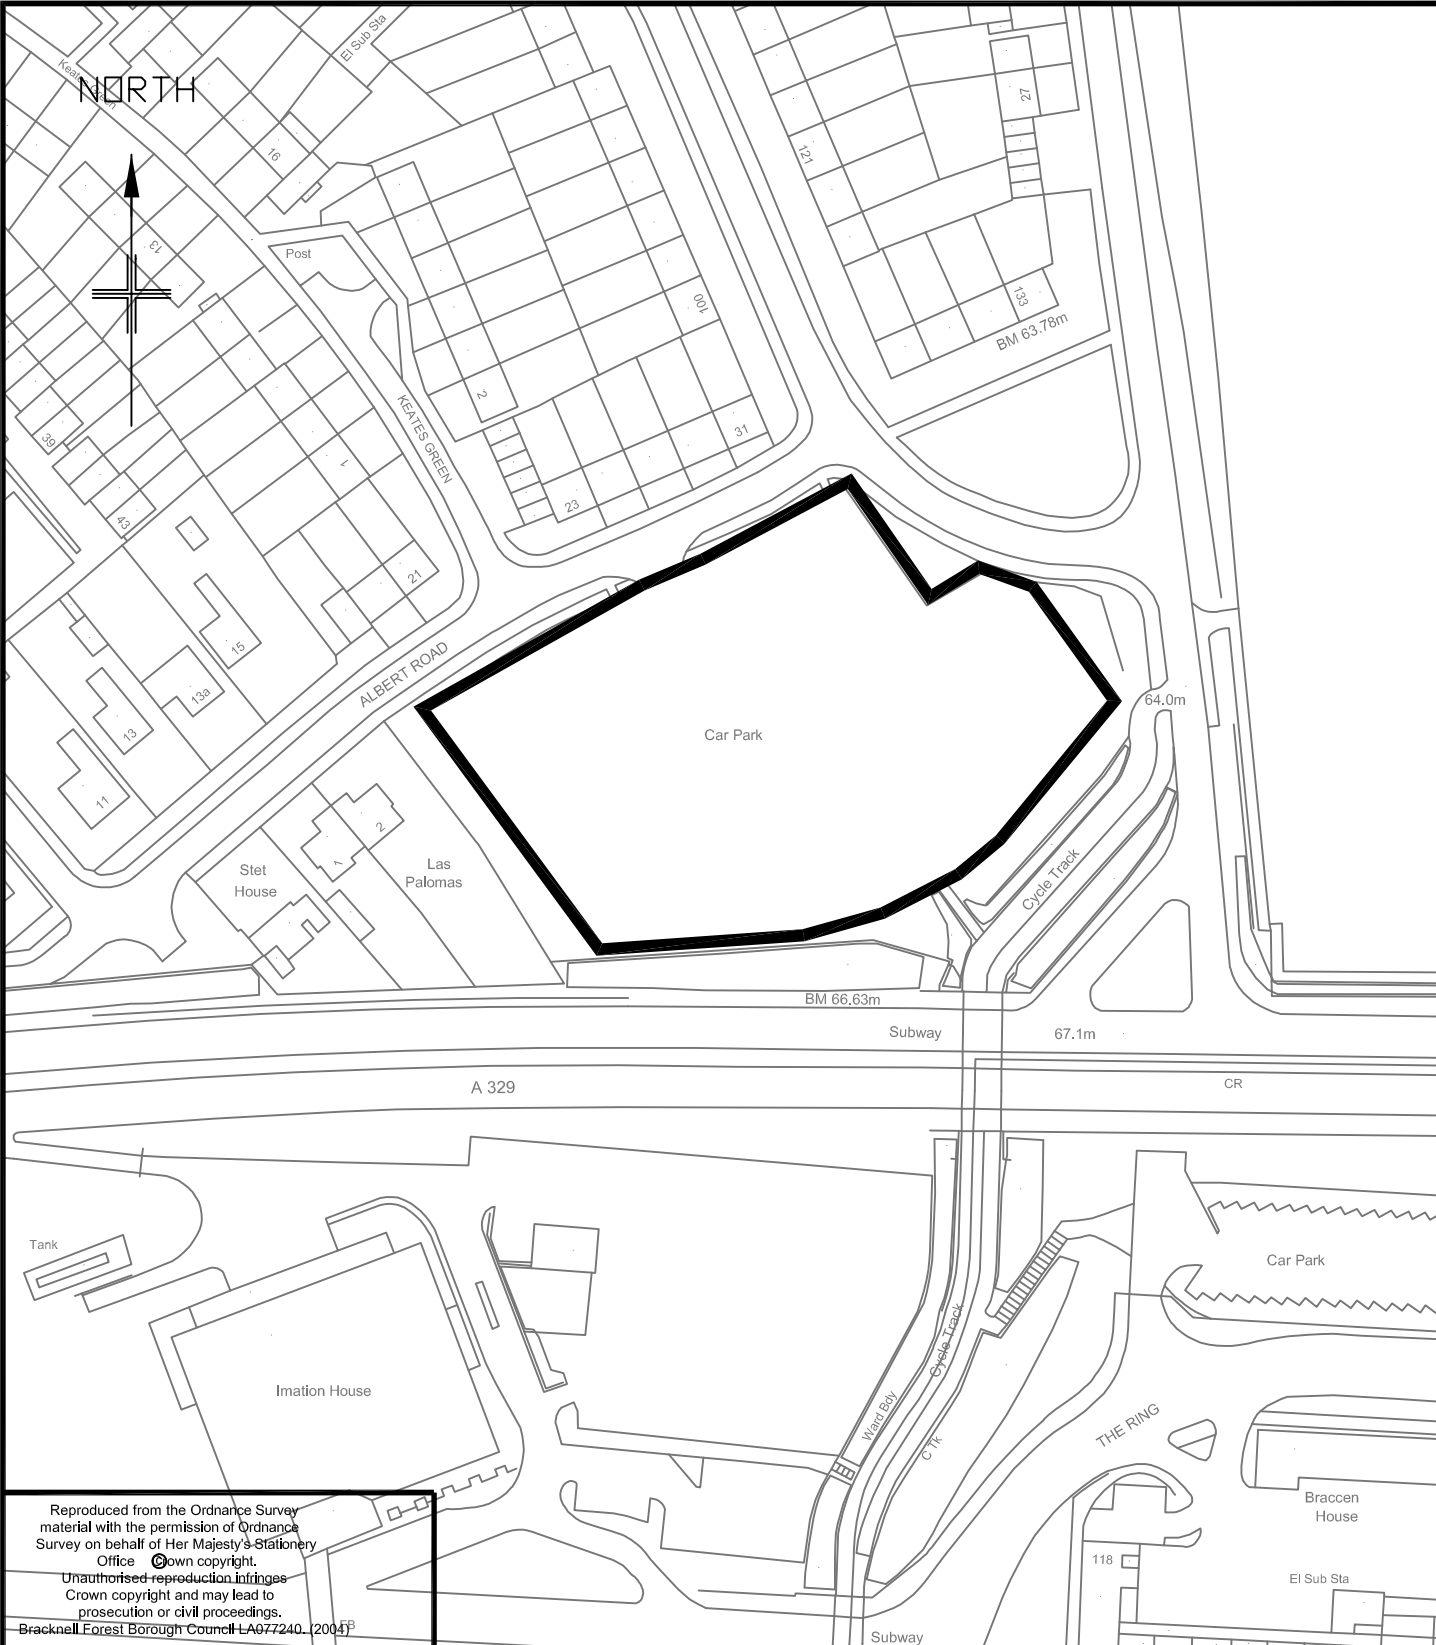 El Sub Sta
Keates Green
NORTH
27
16
121
13
Post
100
133
BM 63.78m
2
KEATES GREEN
31
39
1
23
43
21
15
ALBERT ROAD
13a
64.0m
13
Car Park
11
2
1
Las
Palomas
Stet
House
Cycle Track
BM 66.63m
Subway
67.1m
A 329
CR
Tank
Car Park
Cycle Track
Imation House
Ward Bdy
THE RING
C Tk
Braccen
House
118
El Sub Sta
FB
Subway
Reproduced from the Ordnance Survey
material with the permission of Ordnance
Survey on behalf of Her Majesty's Stationery
Office © Crown copyright.
Unauthorised reproduction infringes
Crown copyright and may lead to
prosecution or civil proceedings.
Bracknell Forest Borough Council LA077240. (2004)